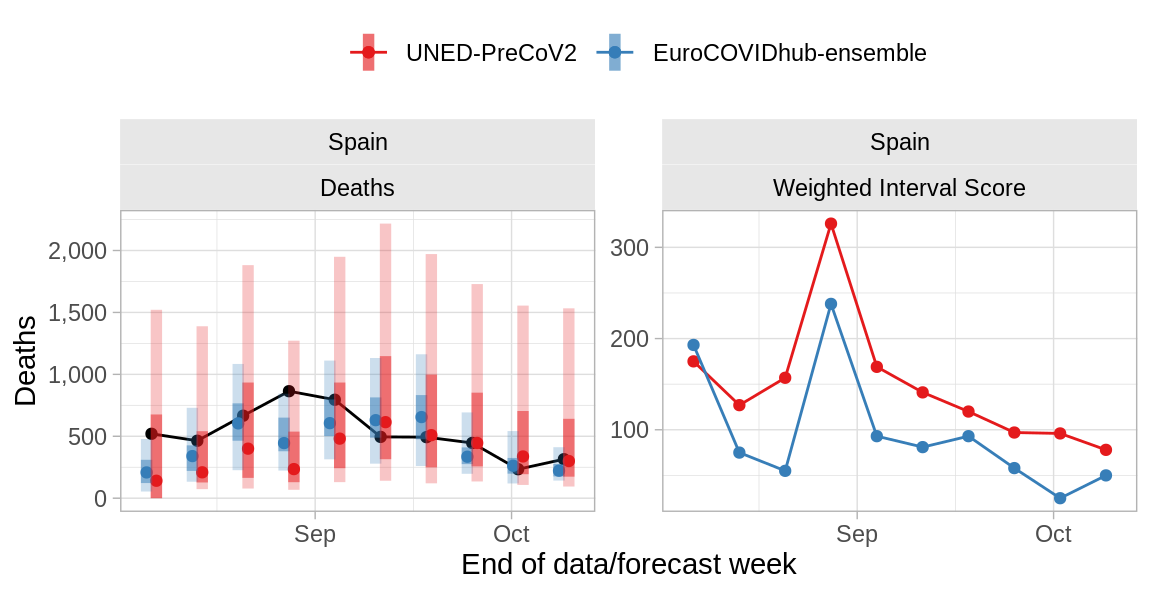 UNED-PreCoV2 EuroCOVIDhub-ensemble
Spain
Deaths
Spain
Weighted Interval Score
Deaths
2,000
1,500
1,000
500
0
Sep Oct
300
200
100
Sep Oct
End of data/forecast week